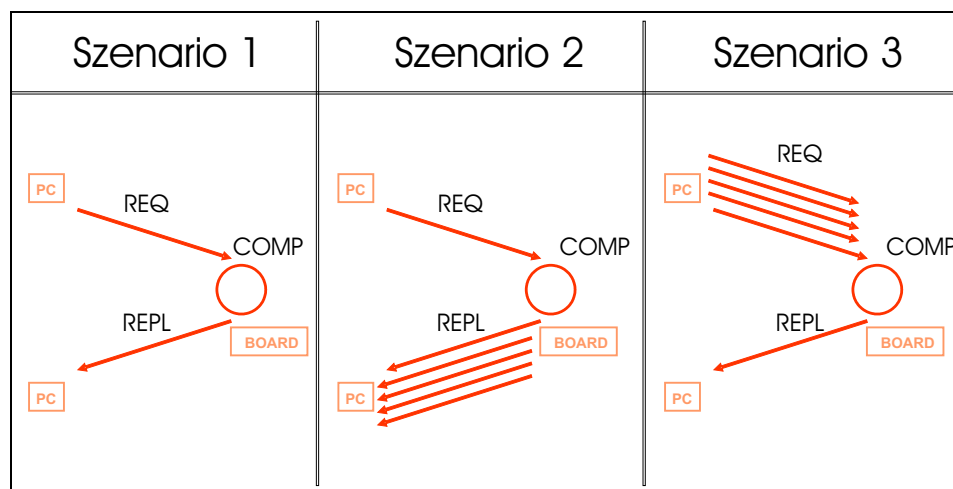 Szenario 1
PC
REQ
COMP
REPL
BOARD
PC
Szenario 2
PC
REQ
COMP
REPL
BOARD
PC
Szenario 3
REQ
PC
COMP
REPL
BOARD
PC